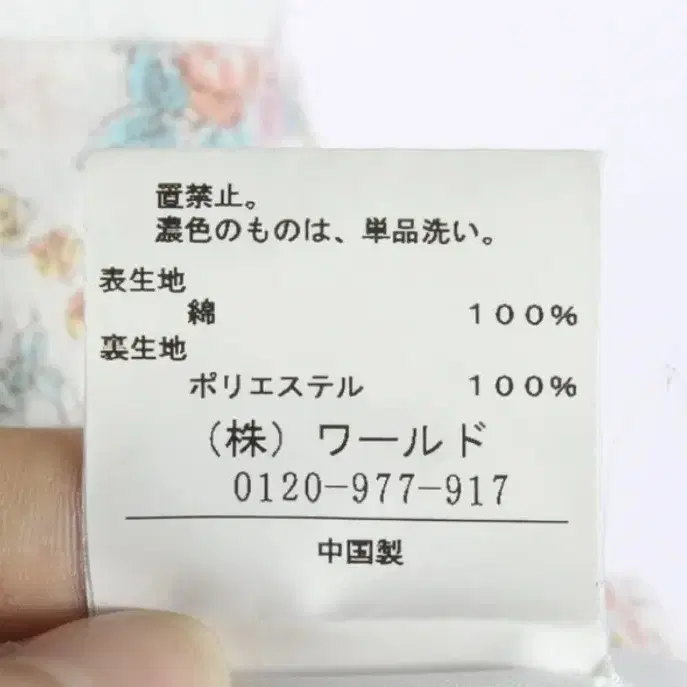 置禁止。
濃色のものは、単品洗い。
表生地
綿 100%
裏生地
ポリエステル 100%
（株）ワールド
0120-977-917
中国製